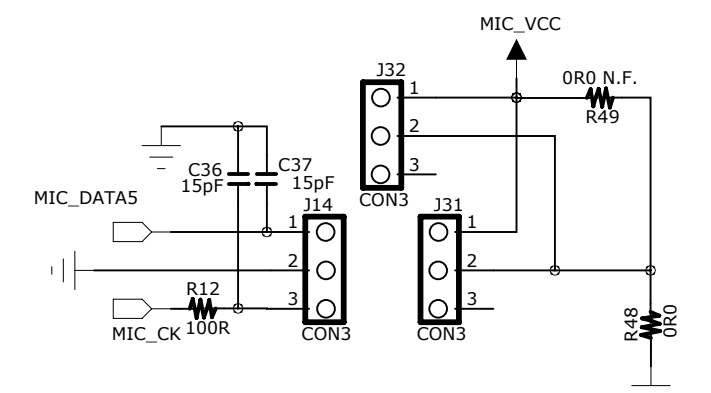 MIC_VCC
J32
0R0 N.F.
1
R49
2
C36
C37
3
15pF
15pF
CON3
MIC_DATA5
J14
J31
1
1
2
2
R12
3
3
R48
0R0
MIC_CK
100R
CON3
CON3